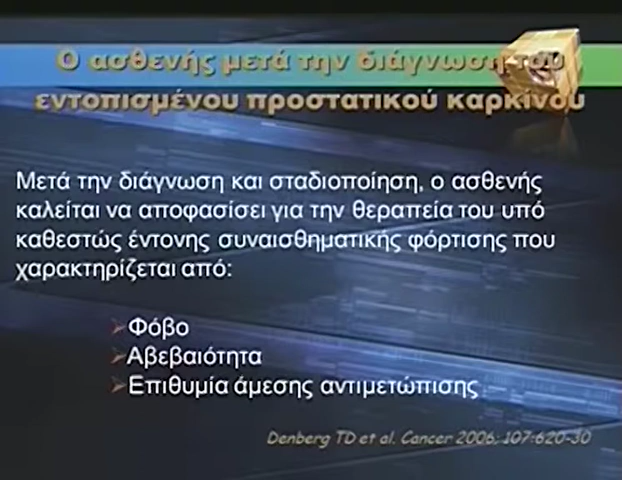 Ο ασθενής μετά την διάγνωση του
εντοπισμένου προστατικού καρκίνου
Μετά την διάγνωση και σταδιοποίηση, ο ασθενής
καλείται να αποφασίσει για την θεραπεία του υπό
καθεστώς έντονης συναισθηματικής φόρτισης που
χαρακτηρίζεται από:
➢Φόβο
➢Αβεβαιότητα
➢Επιθυμία άμεσης αντιμετώπισης
Denberg TD et al. Cancer 2006; 107:620-30